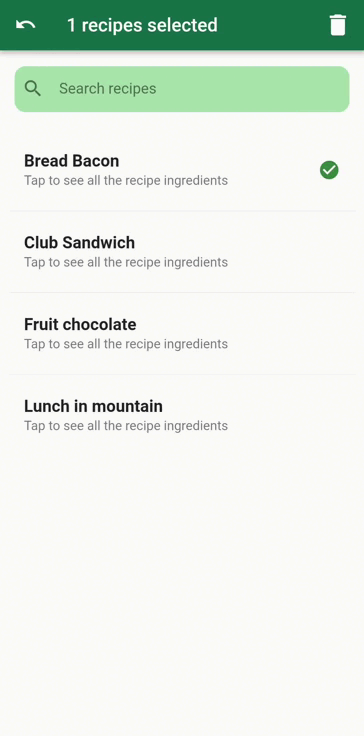 1 recipes selected
Search recipes
Bread Bacon
Tap to see all the recipe ingredients
Club Sandwich
Tap to see all the recipe ingredients
Fruit chocolate
Tap to see all the recipe ingredients
Lunch in mountain
Tap to see all the recipe ingredients